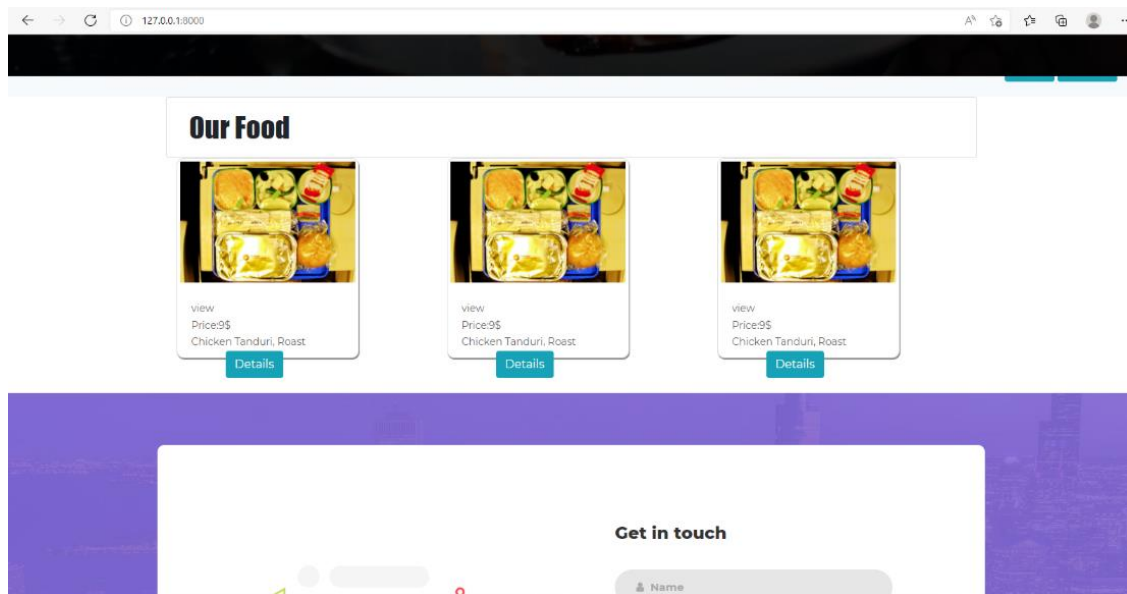 127.0.0.1:8000
Our Food
view
Price:9$
Chicken Tanduri, Roast
Details
view
Price:9$
Chicken Tanduri, Roast
Details
view
Price:9$
Chicken Tanduri, Roast
Details
Get in touch
Name